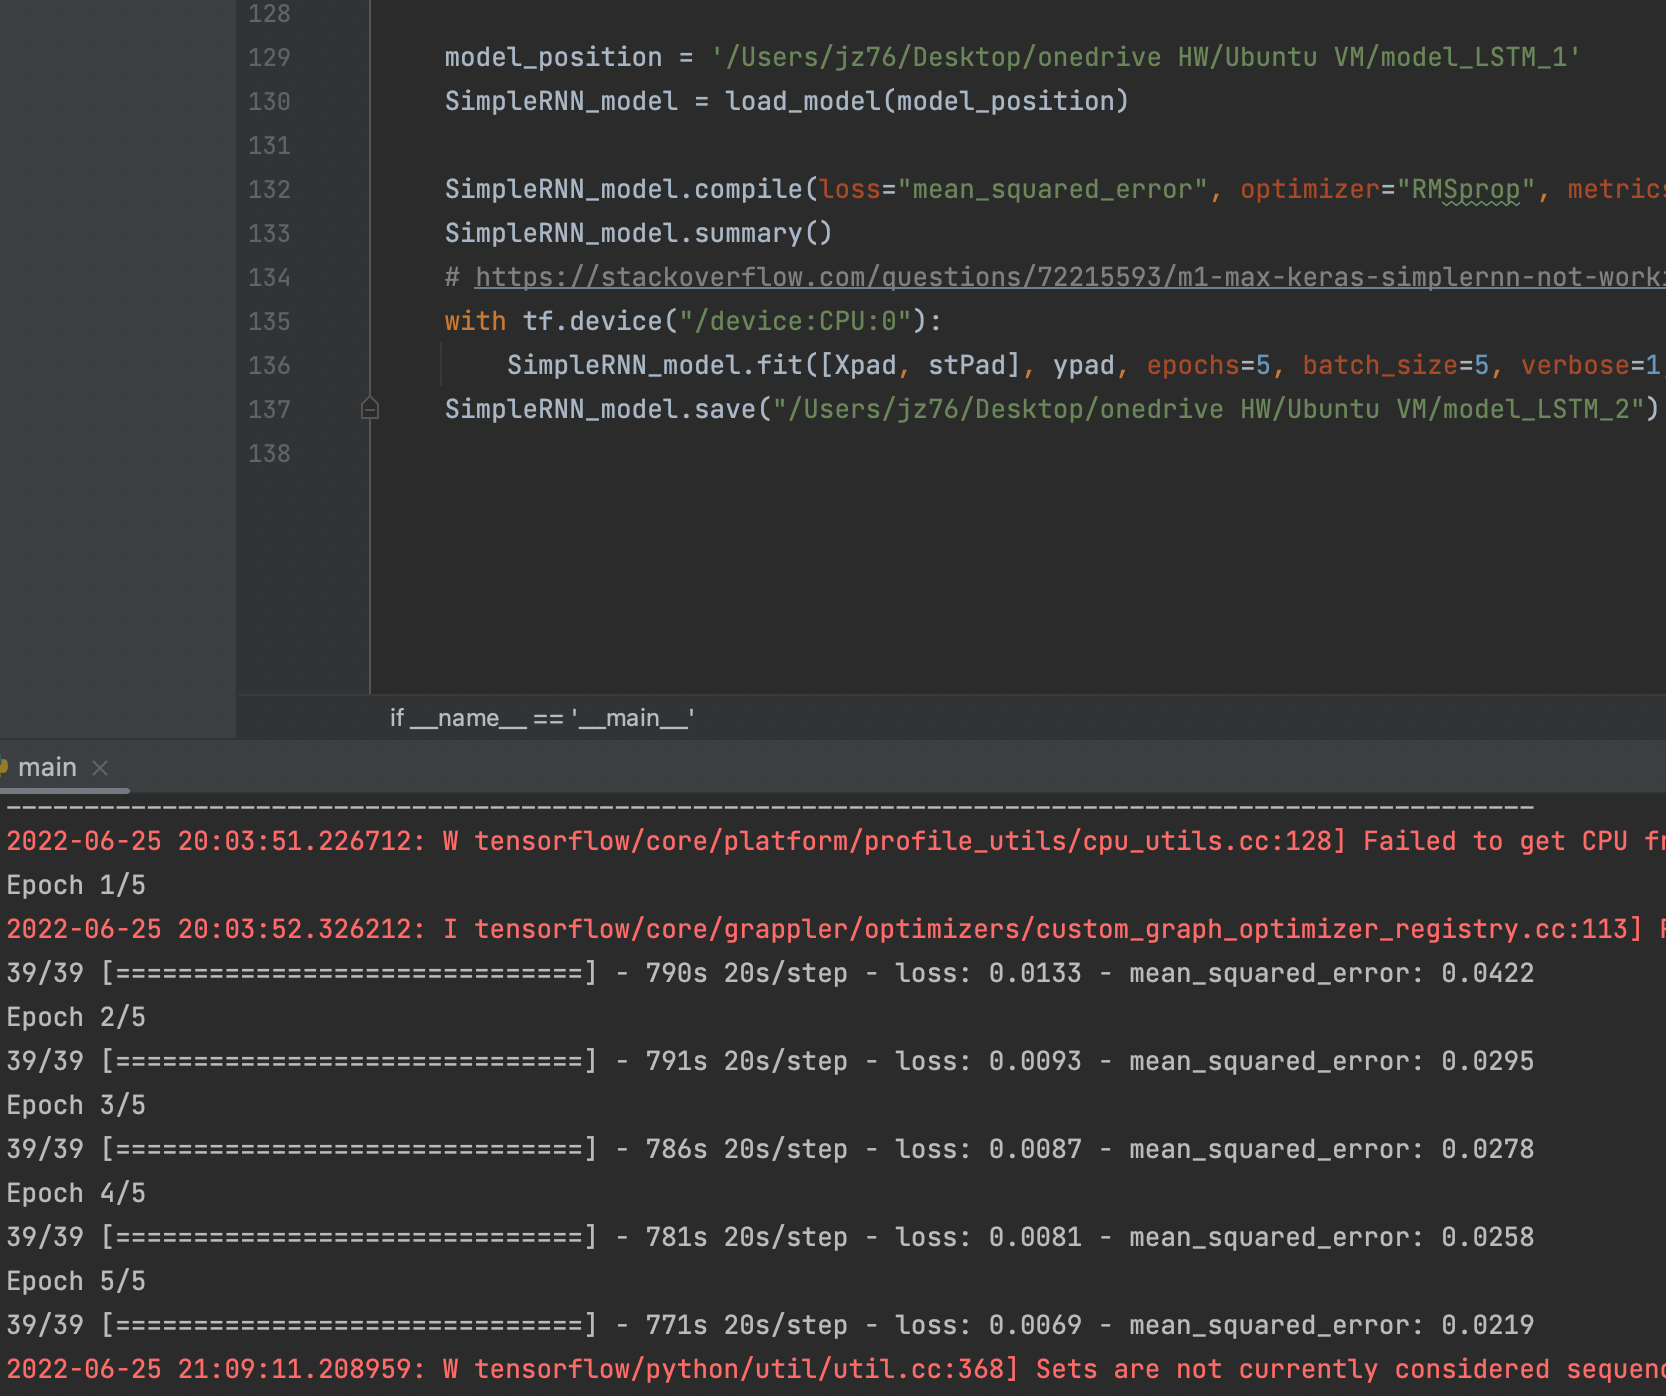 128
129 model_position = '/Users/jz76/Desktop/onedrive HW/Ubuntu VM/model_LSTM_1'
130 SimpleRNN_model = load_model(model_position)
131
132 SimpleRNN_model.compile(loss="mean_squared_error", optimizer="RMSprop", metrics
133 SimpleRNN_model.summary()
134 # https://stackoverflow.com/questions/72215593/m1-max-keras-simplernn-not-worki
135 with tf.device("/device:CPU:0"):
136 SimpleRNN_model.fit([Xpad, stPad], ypad, epochs=5, batch_size=5, verbose=1,
137 SimpleRNN_model.save("/Users/jz76/Desktop/onedrive HW/Ubuntu VM/model_LSTM_2")
138
if __name__ == '__main__'
main
__________________________________________________________________________________________________
2022-06-25 20:03:51.226712: W tensorflow/core/platform/profile_utils/cpu_utils.cc:128] Failed to get CPU fr
Epoch 1/5
2022-06-25 20:03:52.326212: I tensorflow/core/grappler/optimizers/custom_graph_optimizer_registry.cc:113] P
39/39 [==============================] - 790s 20s/step - loss: 0.0133 - mean_squared_error: 0.0422
Epoch 2/5
39/39 [==============================] - 791s 20s/step - loss: 0.0093 - mean_squared_error: 0.0295
Epoch 3/5
39/39 [==============================] - 786s 20s/step - loss: 0.0087 - mean_squared_error: 0.0278
Epoch 4/5
39/39 [==============================] - 781s 20s/step - loss: 0.0081 - mean_squared_error: 0.0258
Epoch 5/5
39/39 [==============================] - 771s 20s/step - loss: 0.0069 - mean_squared_error: 0.0219
2022-06-25 21:09:11.208959: W tensorflow/python/util/util.cc:368] Sets are not currently considered sequenc